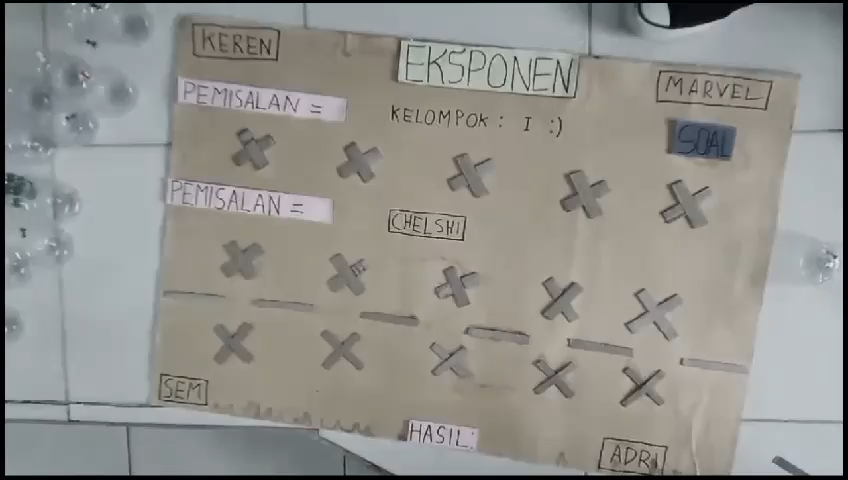 KEREN
EKSPONEN
MARVEL
PEMISALAN =
KELOMPOK : I :)
SOAL
PEMISALAN =
CHELSHI
SEM
HASIL:
ADRI